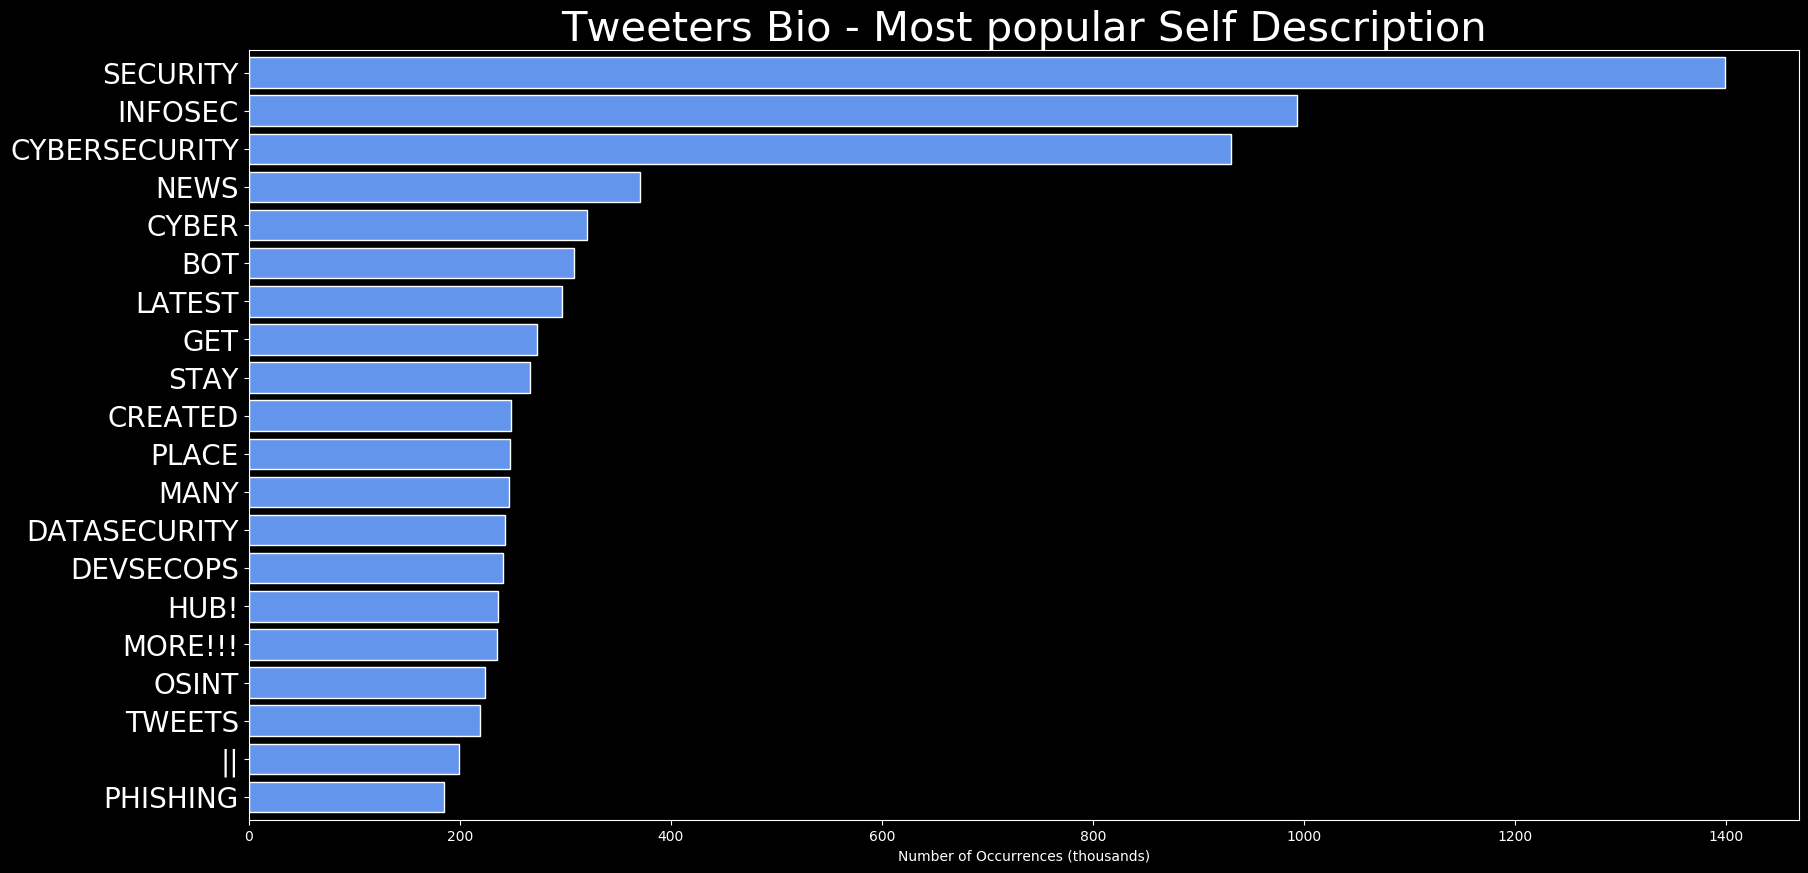 Tweeters Bio - Most popular Self Description
SECURITY
INFOSEC
CYBERSECURITY
NEWS
CYBER
BOT
LATEST
GET
STAY
CREATED
PLACE
MANY
DATASECURITY
DEVSECOPS
HUB!
MORE!!!
OSINT
TWEETS
||
PHISHING
0 200 400 600 800 1000 1200 1400
Number of Occurrences (thousands)